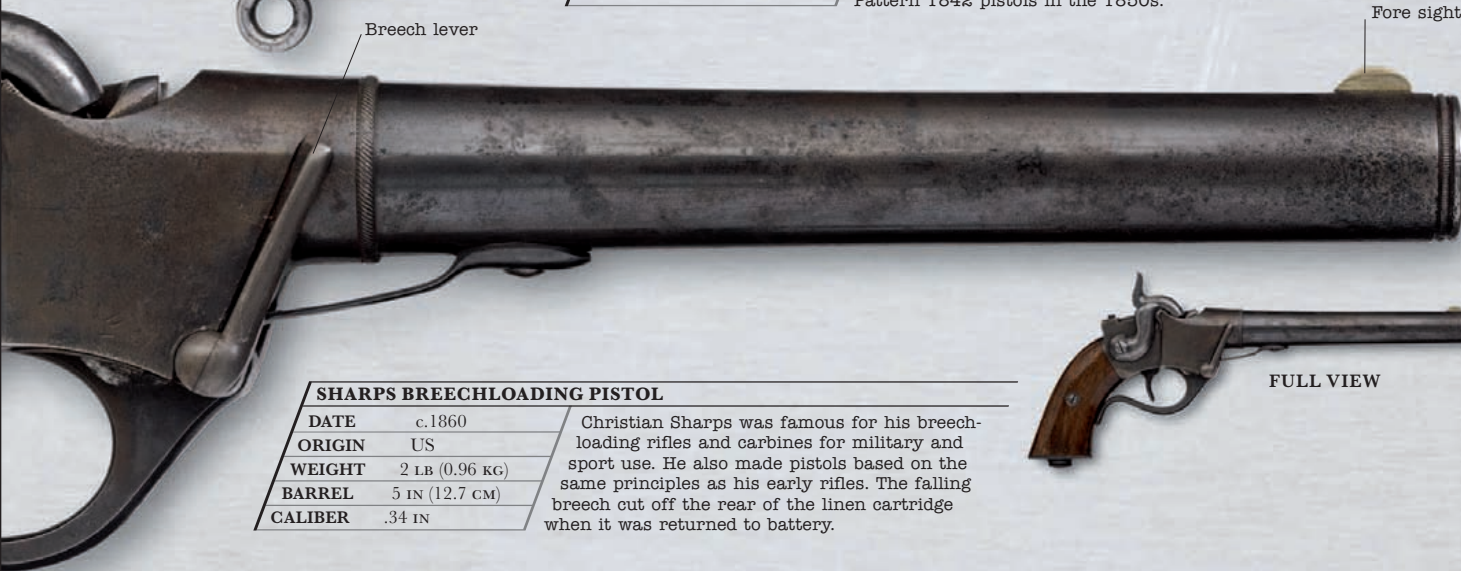 Pattern 1842 pistols in the 1850s.
Fore sight
Breech lever
FULL VIEW
SHARPS BREECHLOADING PISTOL
DATE c.1860
ORIGIN US
WEIGHT 2 LB (0.96 KG)
BARREL 5 IN (12.7 CM)
CALIBER .34 IN
Christian Sharps was famous for his breech-
loading rifles and carbines for military and
sport use. He also made pistols based on the
same principles as his early rifles. The falling
breech cut off the rear of the linen cartridge
when it was returned to battery.